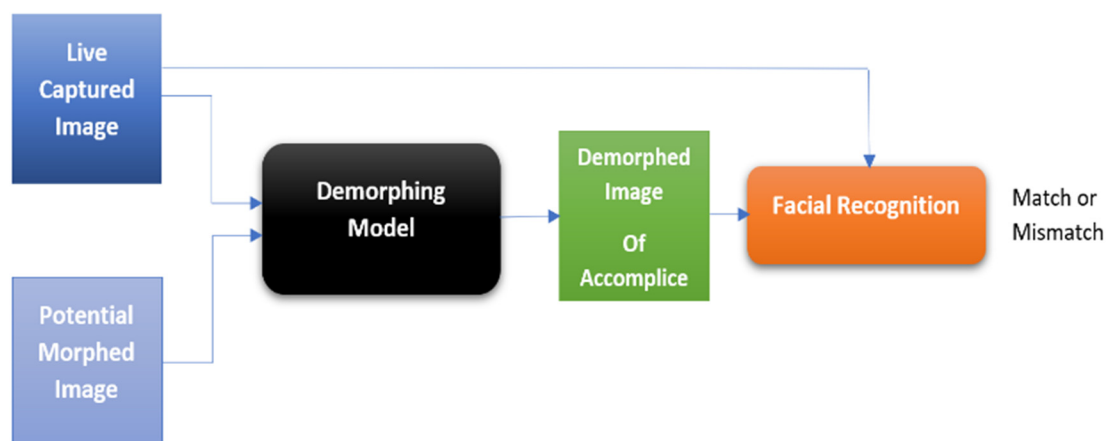 Live
Captured
Image
Demorphing
Model
Demorphed
Image
Of
Accomplice
Facial Recognition
Match or
Mismatch
Potential
Morphed
Image